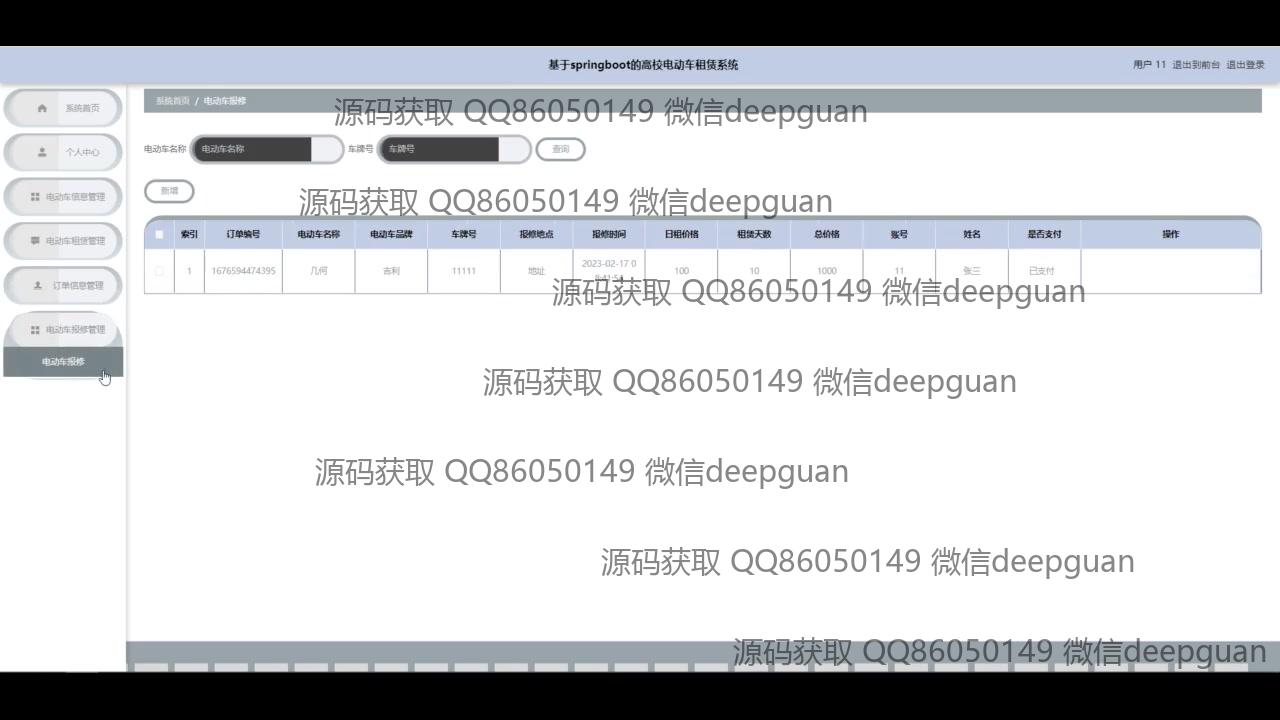 基于springboot的高校电动车租赁系统
用户 11 退出到前台 退出登录
系统首页
个人中心
电动车信息管理
电动车租赁管理
订单信息管理
电动车报修管理
电动车报修
系统首页 / 电动车报修
源码获取 QQ86050149 微信deepguan
电动车名称 电动车名称 车牌号 车牌号 查询
新增
源码获取 QQ86050149 微信deepguan
索引 订单编号 电动车名称 电动车品牌 车牌号 报修地点 报修时间 日租价格 租赁天数 总价格 账号 姓名 是否支付 操作
1 1676594474395 几何 吉利 11111 地址 2023-02-17 0 100 10 1000 11 张三 已支付
源码获取 QQ86050149 微信deepguan
源码获取 QQ86050149 微信deepguan
源码获取 QQ86050149 微信deepguan
源码获取 QQ86050149 微信deepguan
源码获取 QQ86050149 微信deepguan